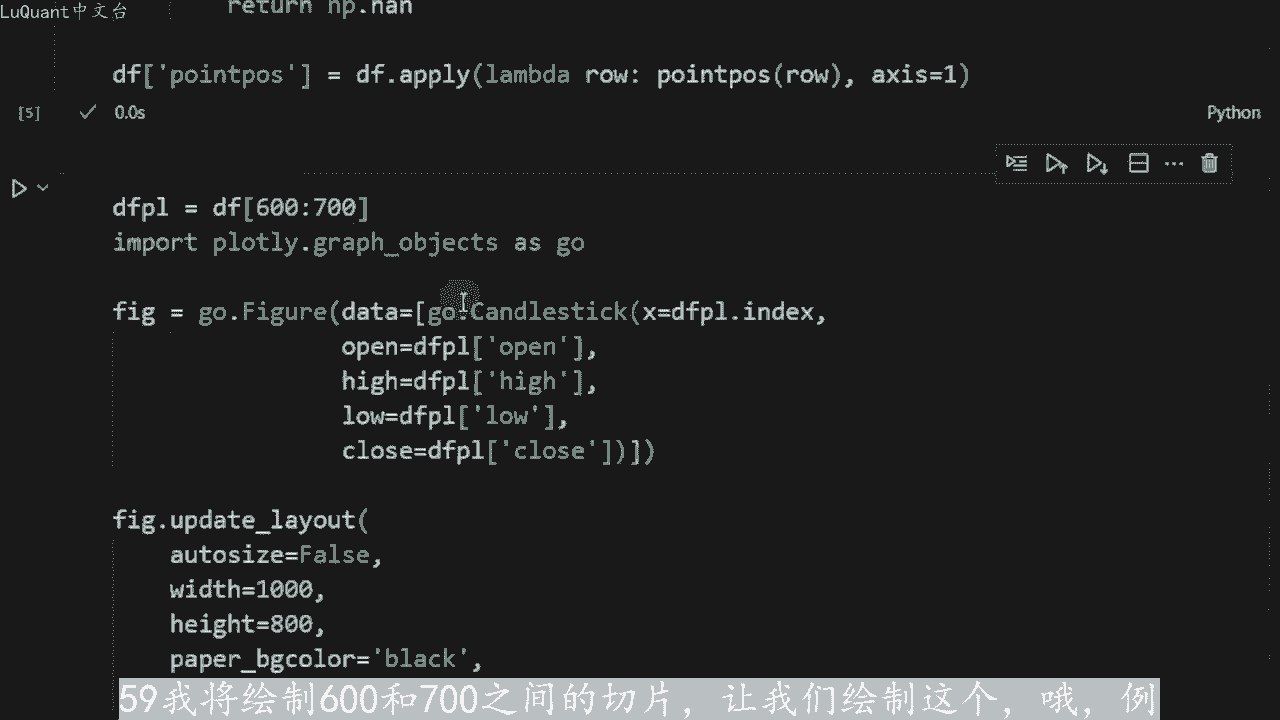 LuQuant中文台
return np.nan
df['pointpos'] = df.apply(lambda row: pointpos(row), axis=1)
[5]
0.0s
Python
dfpl = df[600:700]
import plotly.graph_objects as go
fig = go.Figure(data=[go.Candlestick(x=dfpl.index,
open=dfpl['open'],
high=dfpl['high'],
low=dfpl['low'],
close=dfpl['close'])])
fig.update_layout(
autosize=False,
width=1000,
height=800,
paper_bgcolor='black',
59我将绘制600和700之间的切片，让我们绘制这个，哦，例